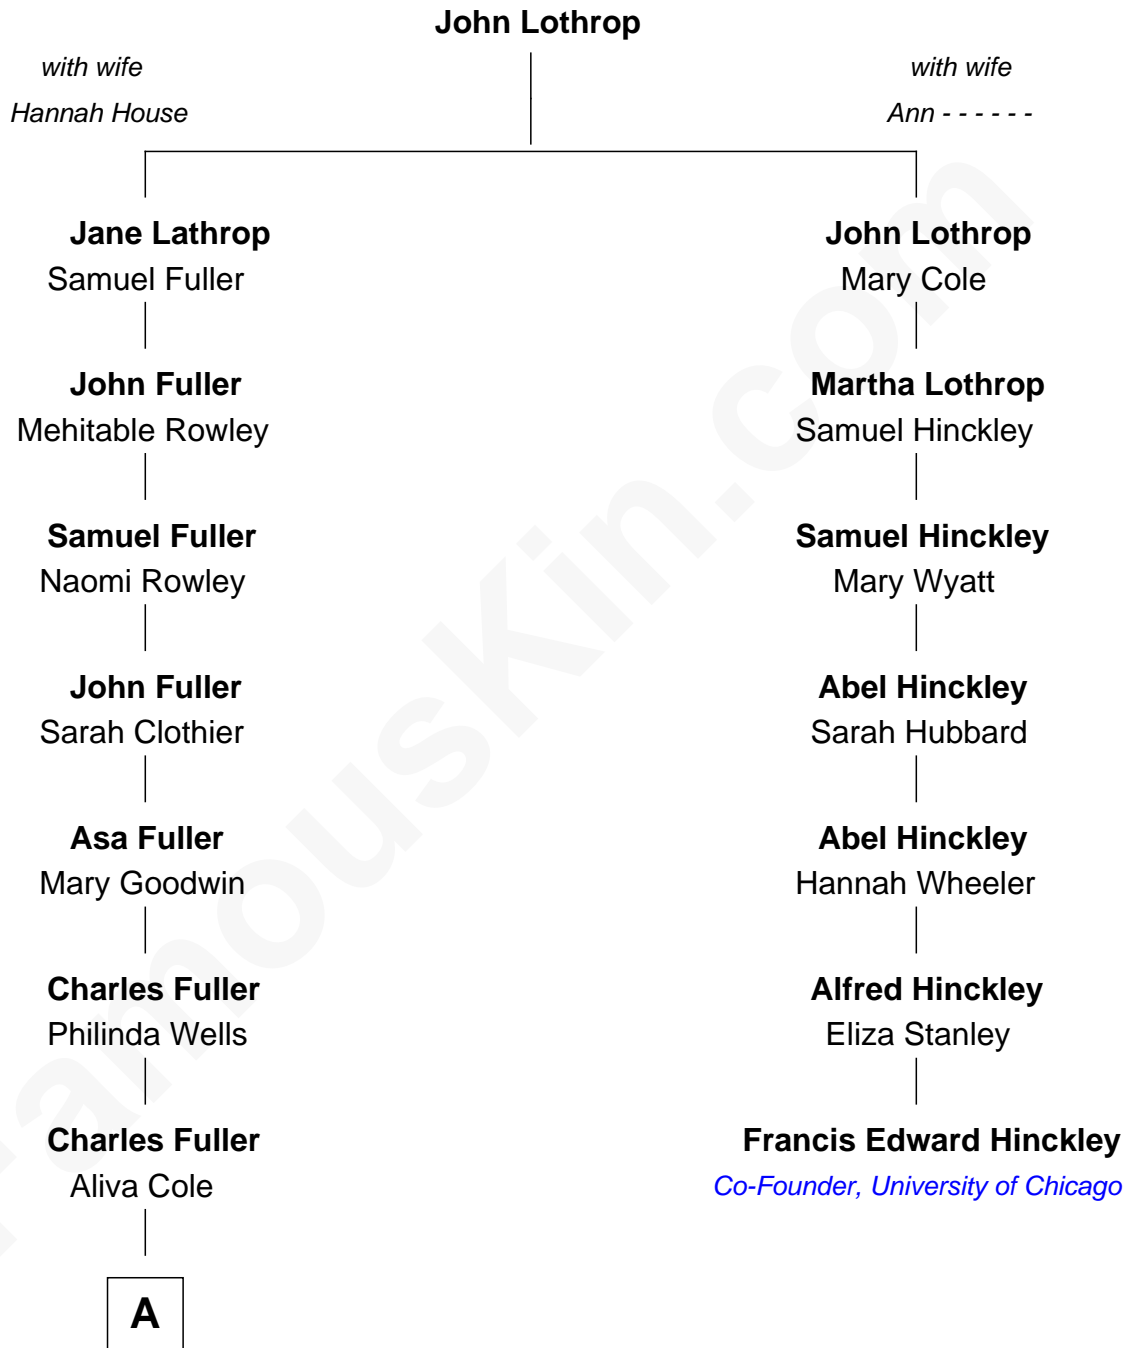 John Lothrop
with wife
Hannah House
with wife
Ann - - - - - -
Jane Lathrop
Samuel Fuller
John Lothrop
Mary Cole
John Fuller
Mehitable Rowley
Martha Lothrop
Samuel Hinckley
Samuel Fuller
Naomi Rowley
Samuel Hinckley
Mary Wyatt
John Fuller
Sarah Clothier
Abel Hinckley
Sarah Hubbard
Asa Fuller
Mary Goodwin
Abel Hinckley
Hannah Wheeler
Charles Fuller
Philinda Wells
Alfred Hinckley
Eliza Stanley
Charles Fuller
Aliva Cole
Francis Edward Hinckley
Co-Founder, University of Chicago
A
FamousKin.com